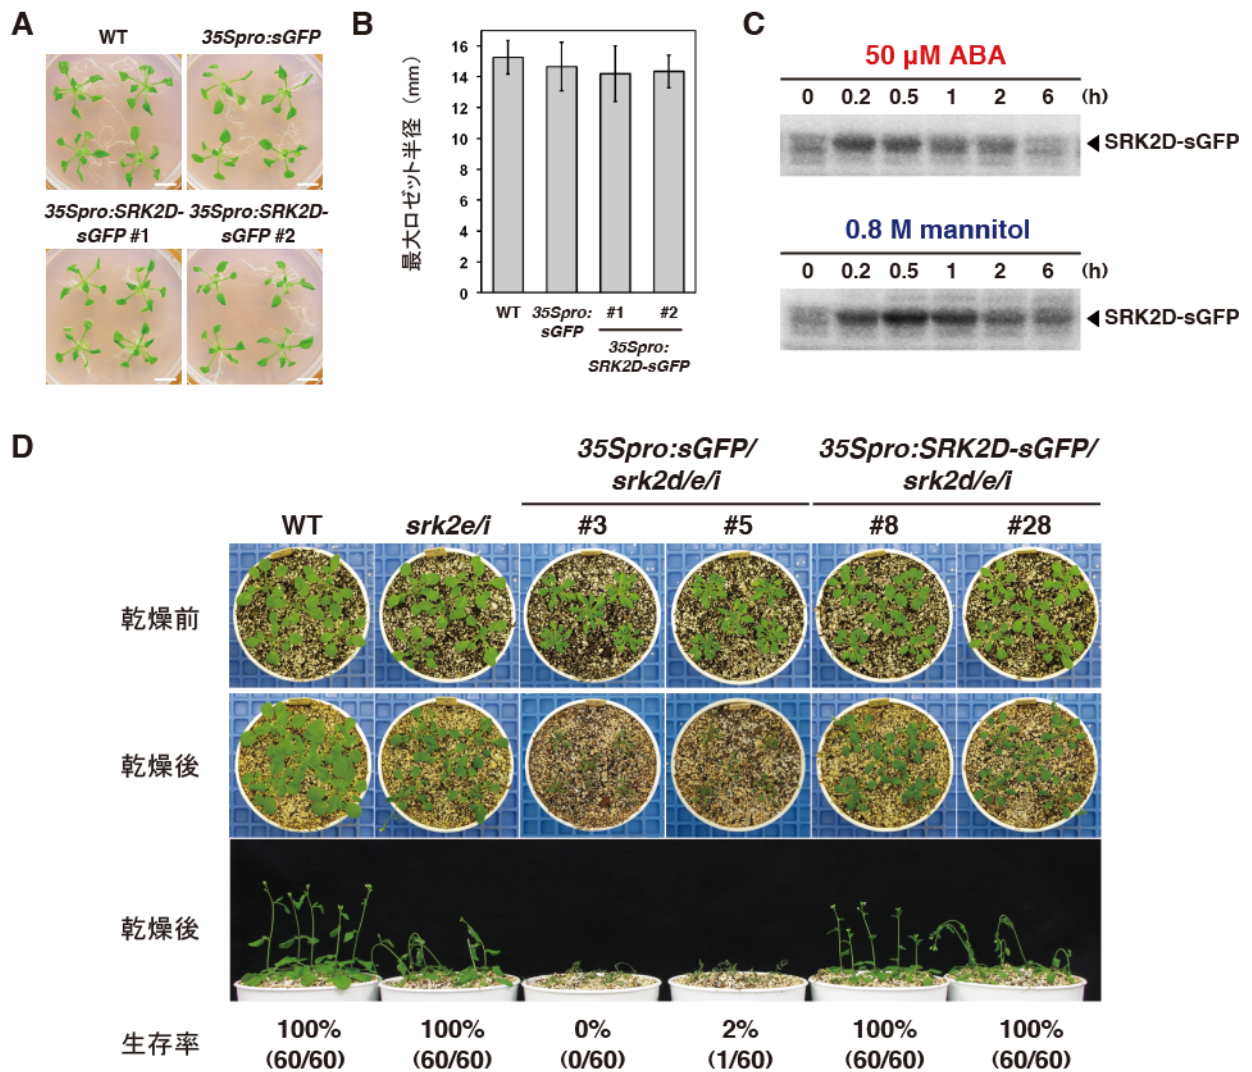 A
WT
35Spro:sGFP
35Spro:SRK2D-
sGFP #1
35Spro:SRK2D-
sGFP #2
B
最大ロゼット半径（mm）
16
14
12
10
8
6
4
2
0
WT
35Spro:
sGFP
#1
#2
35Spro:
SRK2D-sGFP
C
50 µM ABA
0 0.2 0.5 1 2 6 (h)
SRK2D-sGFP
0.8 M mannitol
0 0.2 0.5 1 2 6 (h)
SRK2D-sGFP
D
35Spro:sGFP/
srk2d/e/i
35Spro:SRK2D-sGFP/
srk2d/e/i
WT srk2e/i #3 #5 #8 #28
乾燥前
乾燥後
乾燥後
生存率
100% 100% 0% 2% 100% 100%
(60/60) (60/60) (0/60) (1/60) (60/60) (60/60)